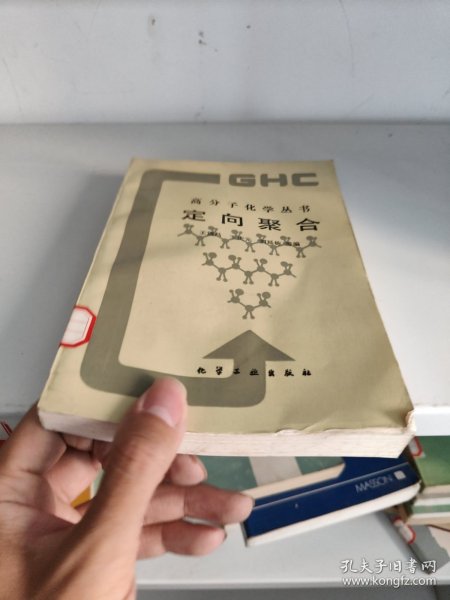 GHC
高分子化学丛书
定向聚合
化学工业出版社
MASSON
孔夫子旧书网
www.kongfz.com